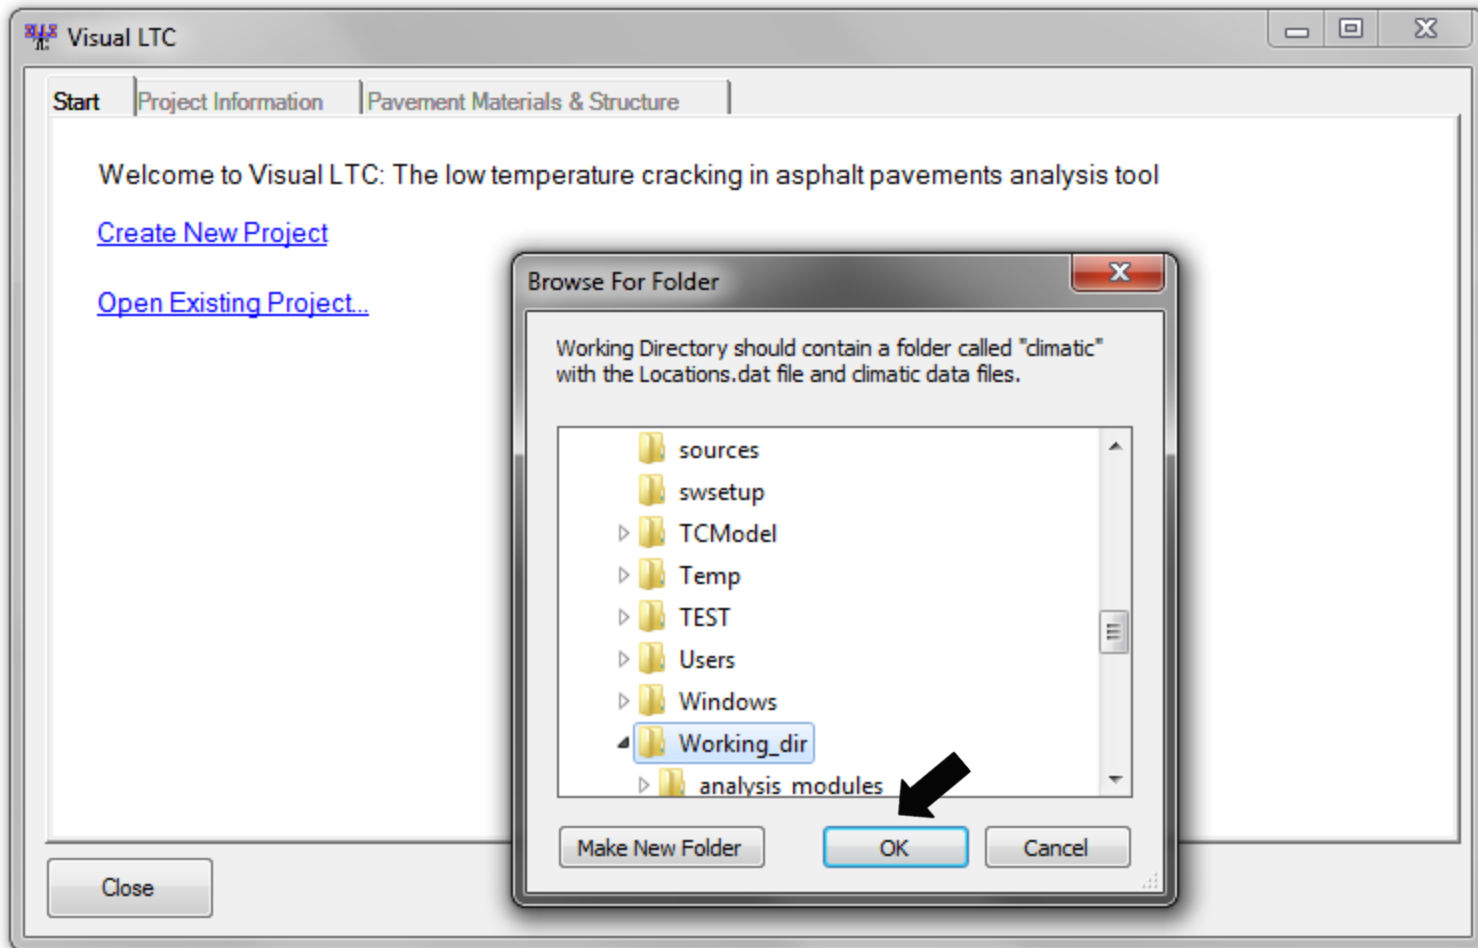 Visual LTC
Start
Project Information
Pavement Materials & Structure
Welcome to Visual LTC: The low temperature cracking in asphalt pavements analysis tool
Create New Project
Open Existing Project...
Browse For Folder
Working Directory should contain a folder called "climatic"
with the Locations.dat file and climatic data files.
sources
swsetup
TCModel
Temp
TEST
Users
Windows
Working_dir
analysis_modules
Make New Folder
OK
Cancel
Close